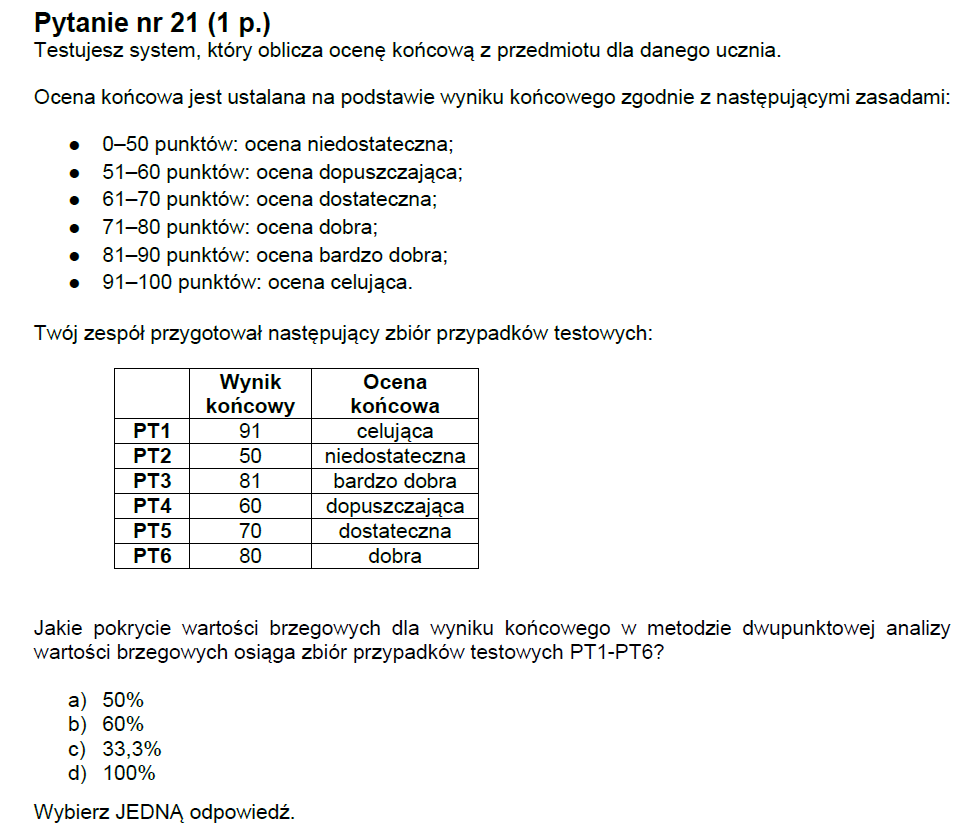 Pytanie nr 21 (1 p.)
Testujesz system, który oblicza ocenę końcową z przedmiotu dla danego ucznia.
Ocena końcowa jest ustalana na podstawie wyniku końcowego zgodnie z następującymi zasadami:
● 0–50 punktów: ocena niedostateczna;
● 51–60 punktów: ocena dopuszczająca;
● 61–70 punktów: ocena dostateczna;
● 71–80 punktów: ocena dobra;
● 81–90 punktów: ocena bardzo dobra;
● 91–100 punktów: ocena celująca.
Twój zespół przygotował następujący zbiór przypadków testowych:
Wynik końcowy Ocena końcowa
PT1 91 celująca
PT2 50 niedostateczna
PT3 81 bardzo dobra
PT4 60 dopuszczająca
PT5 70 dostateczna
PT6 80 dobra
Jakie pokrycie wartości brzegowych dla wyniku końcowego w metodzie dwupunktowej analizy
wartości brzegowych osiąga zbiór przypadków testowych PT1-PT6?
a) 50%
b) 60%
c) 33,3%
d) 100%
Wybierz JEDNĄ odpowiedź.